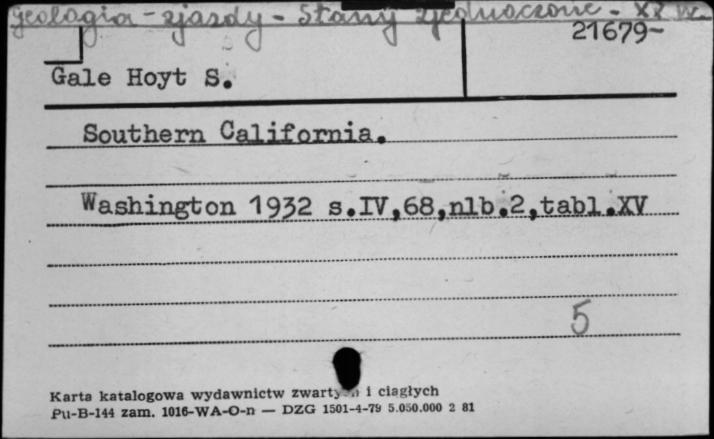 geologia - zjazdy - Stany Zjednoczone - XX w.
21679-
Gale Hoyt S.
Southern California.
Washington 1932 s.IV,68,nlb.2,tabl.XV
5
Karta katalogowa wydawnictw zwartych i ciągłych
Pu-B-144 zam. 1016-WA-O-n — DZG 1501-4-79 5.050.000 2 81